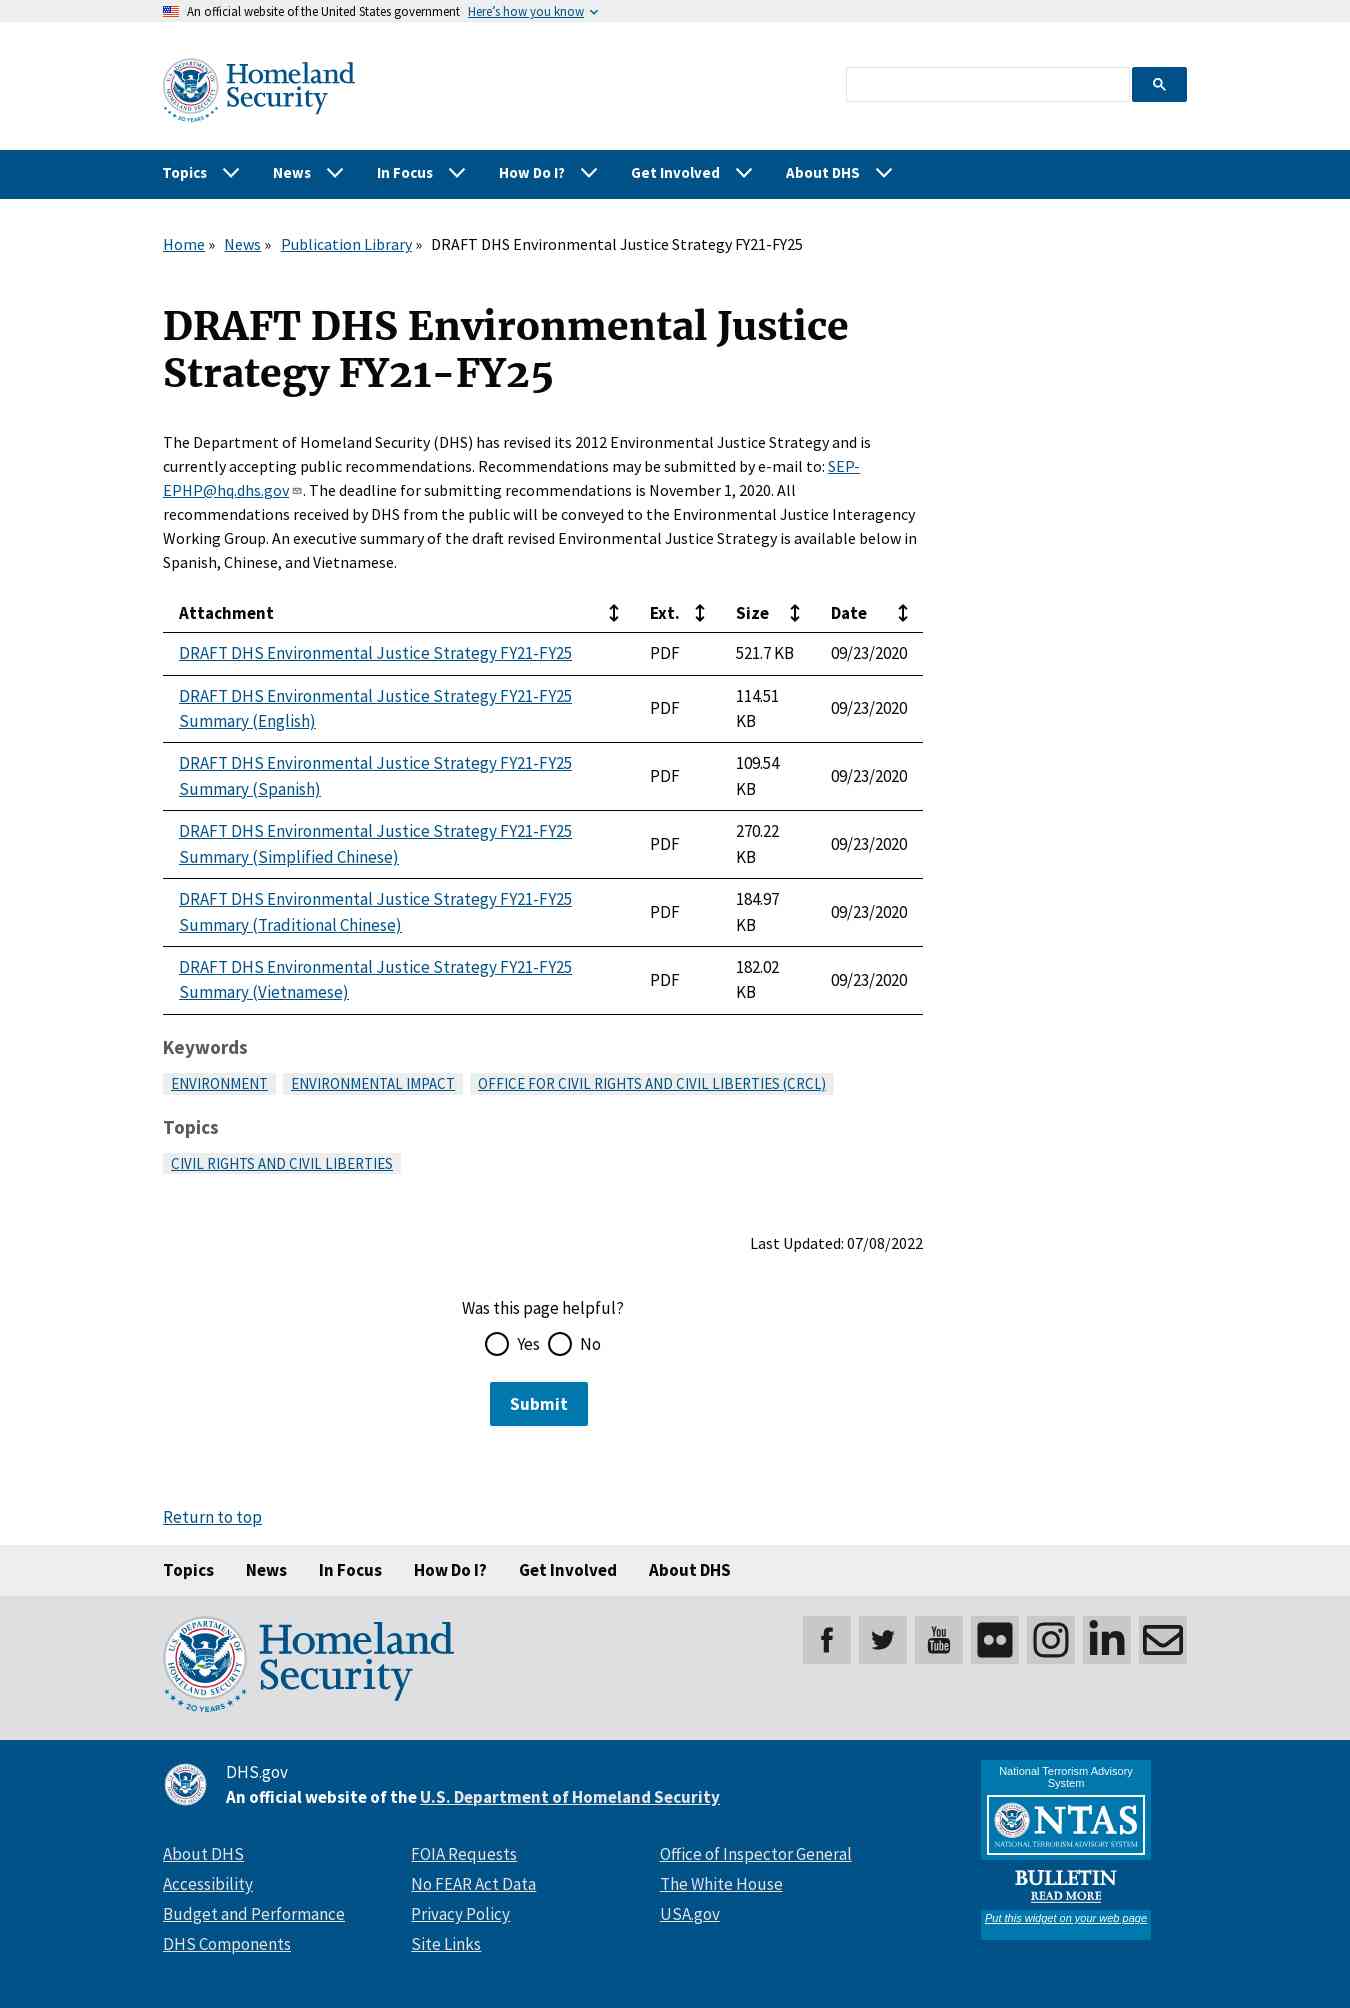 An official website of the United States government Here's how you know
Homeland
Security
Topics News In Focus How Do I? Get Involved About DHS
Home » News » Publication Library » DRAFT DHS Environmental Justice Strategy FY21-FY25
DRAFT DHS Environmental Justice
Strategy FY21-FY25
The Department of Homeland Security (DHS) has revised its 2012 Environmental Justice Strategy and is
currently accepting public recommendations. Recommendations may be submitted by e-mail to: SEP-
EPHP@hq.dhs.gov. The deadline for submitting recommendations is November 1, 2020. All
recommendations received by DHS from the public will be conveyed to the Environmental Justice Interagency
Working Group. An executive summary of the draft revised Environmental Justice Strategy is available below in
Spanish, Chinese, and Vietnamese.
Attachment Ext. Size Date
DRAFT DHS Environmental Justice Strategy FY21-FY25 PDF 521.7 KB 09/23/2020
DRAFT DHS Environmental Justice Strategy FY21-FY25
Summary (English) PDF 114.51 KB 09/23/2020
DRAFT DHS Environmental Justice Strategy FY21-FY25
Summary (Spanish) PDF 109.54 KB 09/23/2020
DRAFT DHS Environmental Justice Strategy FY21-FY25
Summary (Simplified Chinese) PDF 270.22 KB 09/23/2020
DRAFT DHS Environmental Justice Strategy FY21-FY25
Summary (Traditional Chinese) PDF 184.97 KB 09/23/2020
DRAFT DHS Environmental Justice Strategy FY21-FY25
Summary (Vietnamese) PDF 182.02 KB 09/23/2020
Keywords
ENVIRONMENT ENVIRONMENTAL IMPACT OFFICE FOR CIVIL RIGHTS AND CIVIL LIBERTIES (CRCL)
Topics
CIVIL RIGHTS AND CIVIL LIBERTIES
Last Updated: 07/08/2022
Was this page helpful?
Yes No
Submit
Return to top
Topics News In Focus How Do I? Get Involved About DHS
U.S. DEPARTMENT OF
HOMELAND SECURITY
20 YEARS
Homeland
Security
You
Tube
DHS.gov
An official website of the U.S. Department of Homeland Security
About DHS FOIA Requests Office of Inspector General
Accessibility No FEAR Act Data The White House
Budget and Performance Privacy Policy USA.gov
DHS Components Site Links
National Terrorism Advisory
System
NTAS
NATIONAL TERRORISM ADVISORY SYSTEM
BULLETIN
READ MORE
Put this widget on your web page